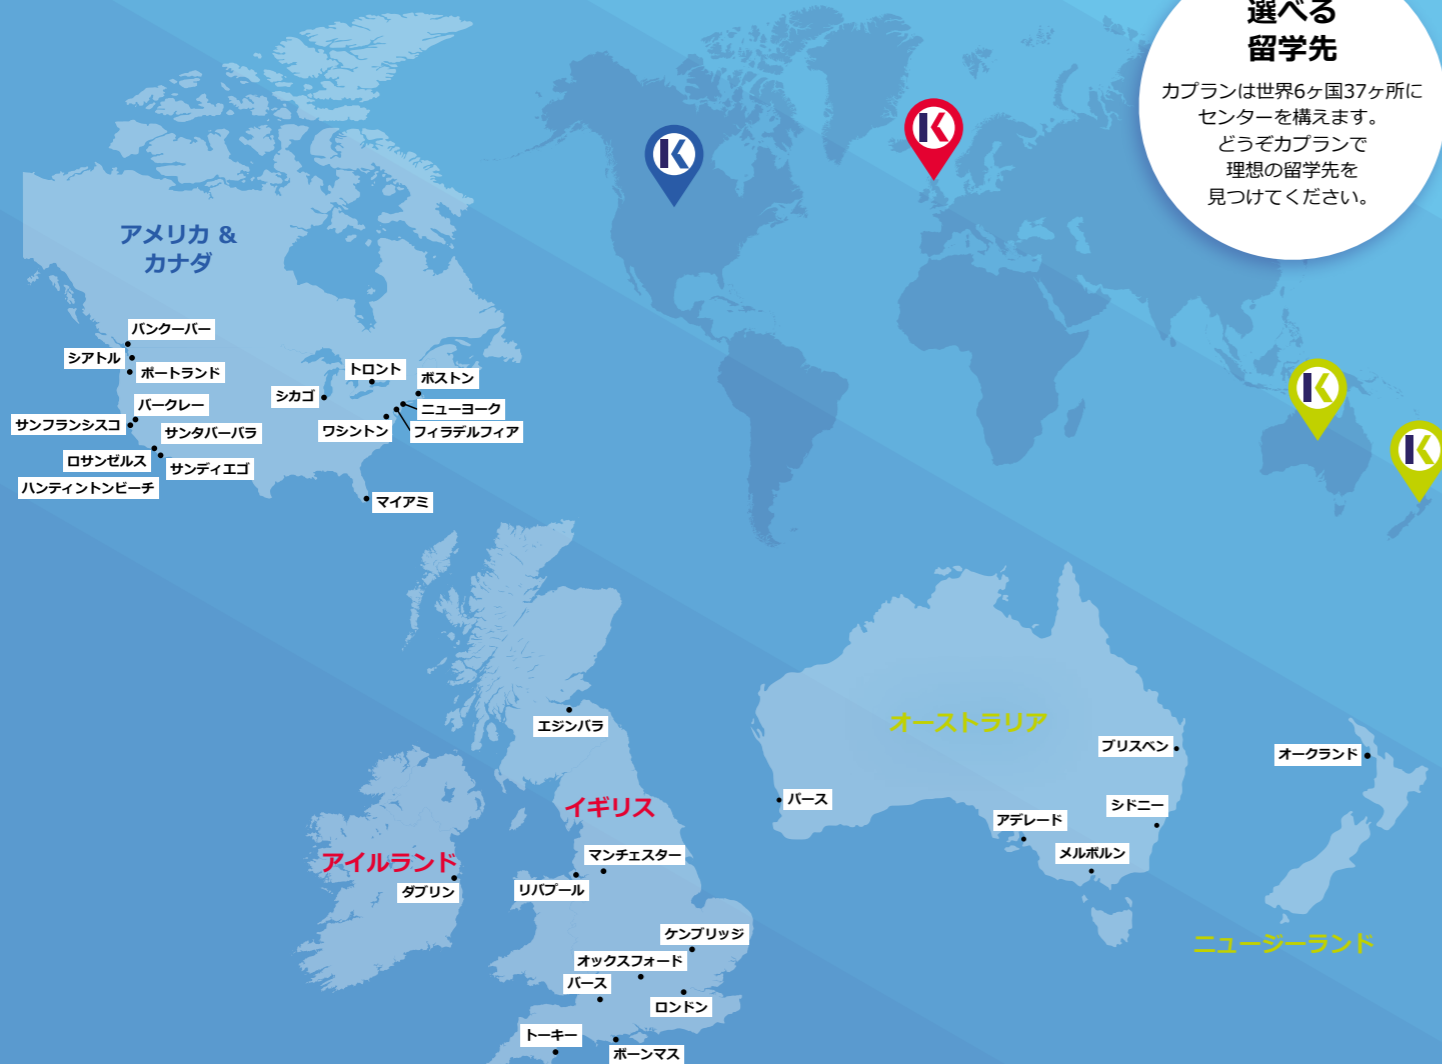 選べる
留学先
カプランは世界6ヶ国37ヶ所に
センターを構えます。
どうぞカプランで
理想の留学先を
見つけてください。
アメリカ &
カナダ
バンクーバー
シアトル
ポートランド
バークレー
サンフランシスコ
サンタバーバラ
ロサンゼルス
サンディエゴ
ハンティントンビーチ
シカゴ
トロント
ボストン
ニューヨーク
ワシントン
フィラデルフィア
マイアミ
エジンバラ
イギリス
アイルランド
ダブリン
マンチェスター
リバプール
ケンブリッジ
オックスフォード
バース
ロンドン
トーキー
ボーンマス
オーストラリア
ブリスベン
パース
シドニー
アデレード
メルボルン
オークランド
ニュージーランド